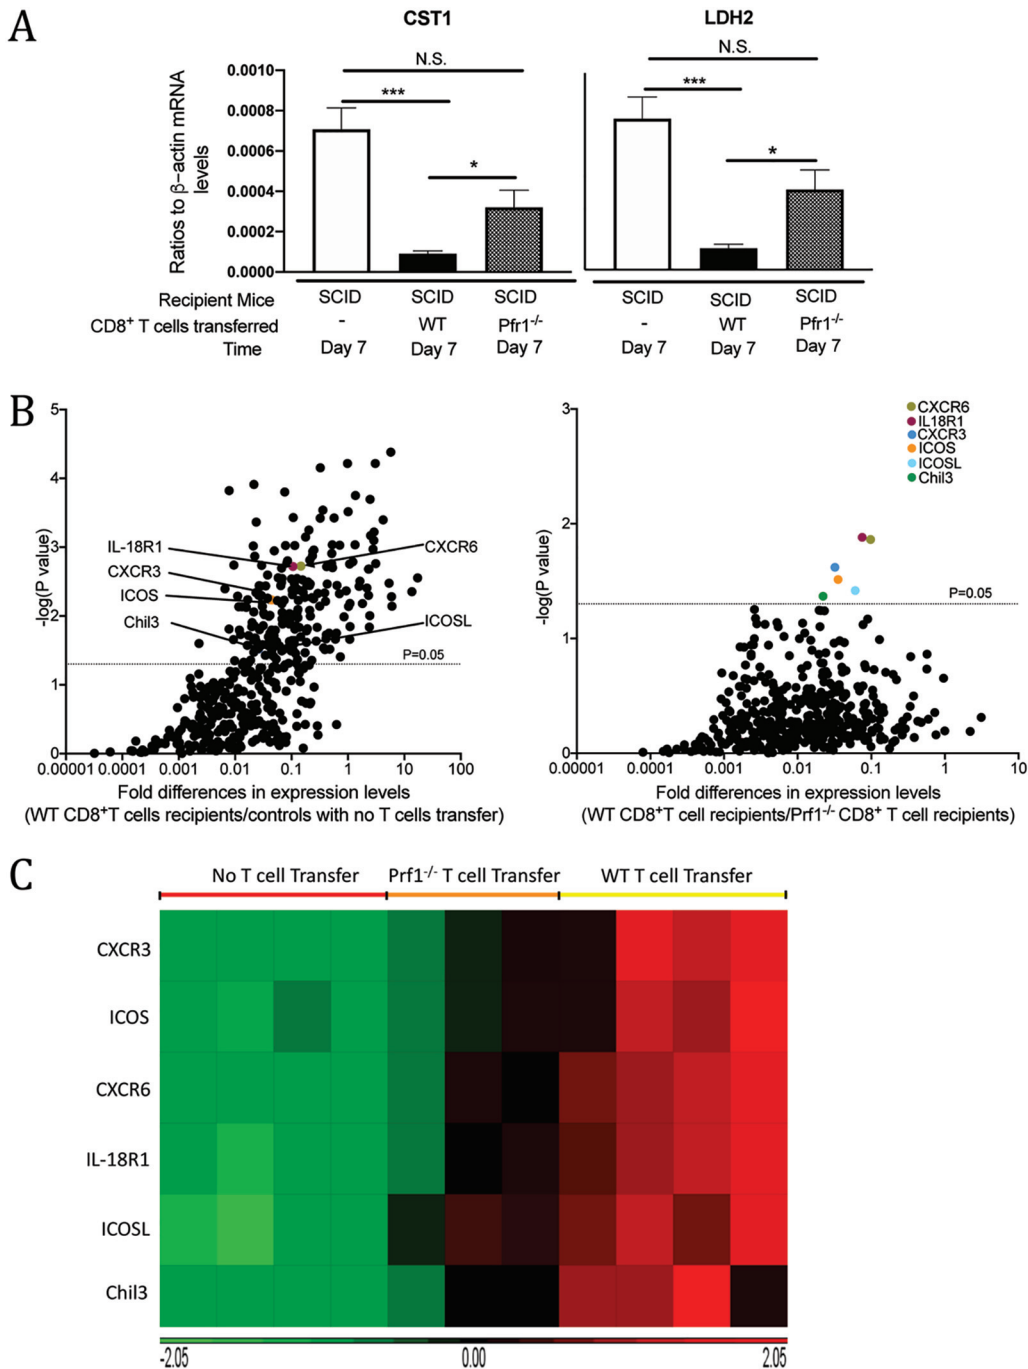 A
CST1
LDH2
N.S.
N.S.
***
***
*
*
Ratios to β−actin mRNA
levels
0.0010
0.0008
0.0006
0.0004
0.0002
0.0000
Recipient Mice SCID SCID SCID SCID SCID SCID
CD8+ T cells transferred - WT Pfr1-/- - WT Pfr1-/-
Time Day 7 Day 7 Day 7 Day 7 Day 7 Day 7
B
-log(P value)
5
4
3
2
1
0
IL-18R1
CXCR3
ICOS
Chil3
CXCR6
ICOSL
P=0.05
0.00001 0.0001 0.001 0.01 0.1 1 10 100
Fold differences in expression levels
(WT CD8+T cells recipients/controls with no T cells transfer)
-log(P value)
3
2
1
0
CXCR6
IL18R1
CXCR3
ICOS
ICOSL
Chil3
P=0.05
0.00001 0.0001 0.001 0.01 0.1 1 10
Fold differences in expression levels
(WT CD8+T cell recipients/Prf1-/- CD8+ T cell recipients)
C
No T cell Transfer Prf1-/- T cell Transfer WT T cell Transfer
CXCR3
ICOS
CXCR6
IL-18R1
ICOSL
Chil3
-2.05 0.00 2.05